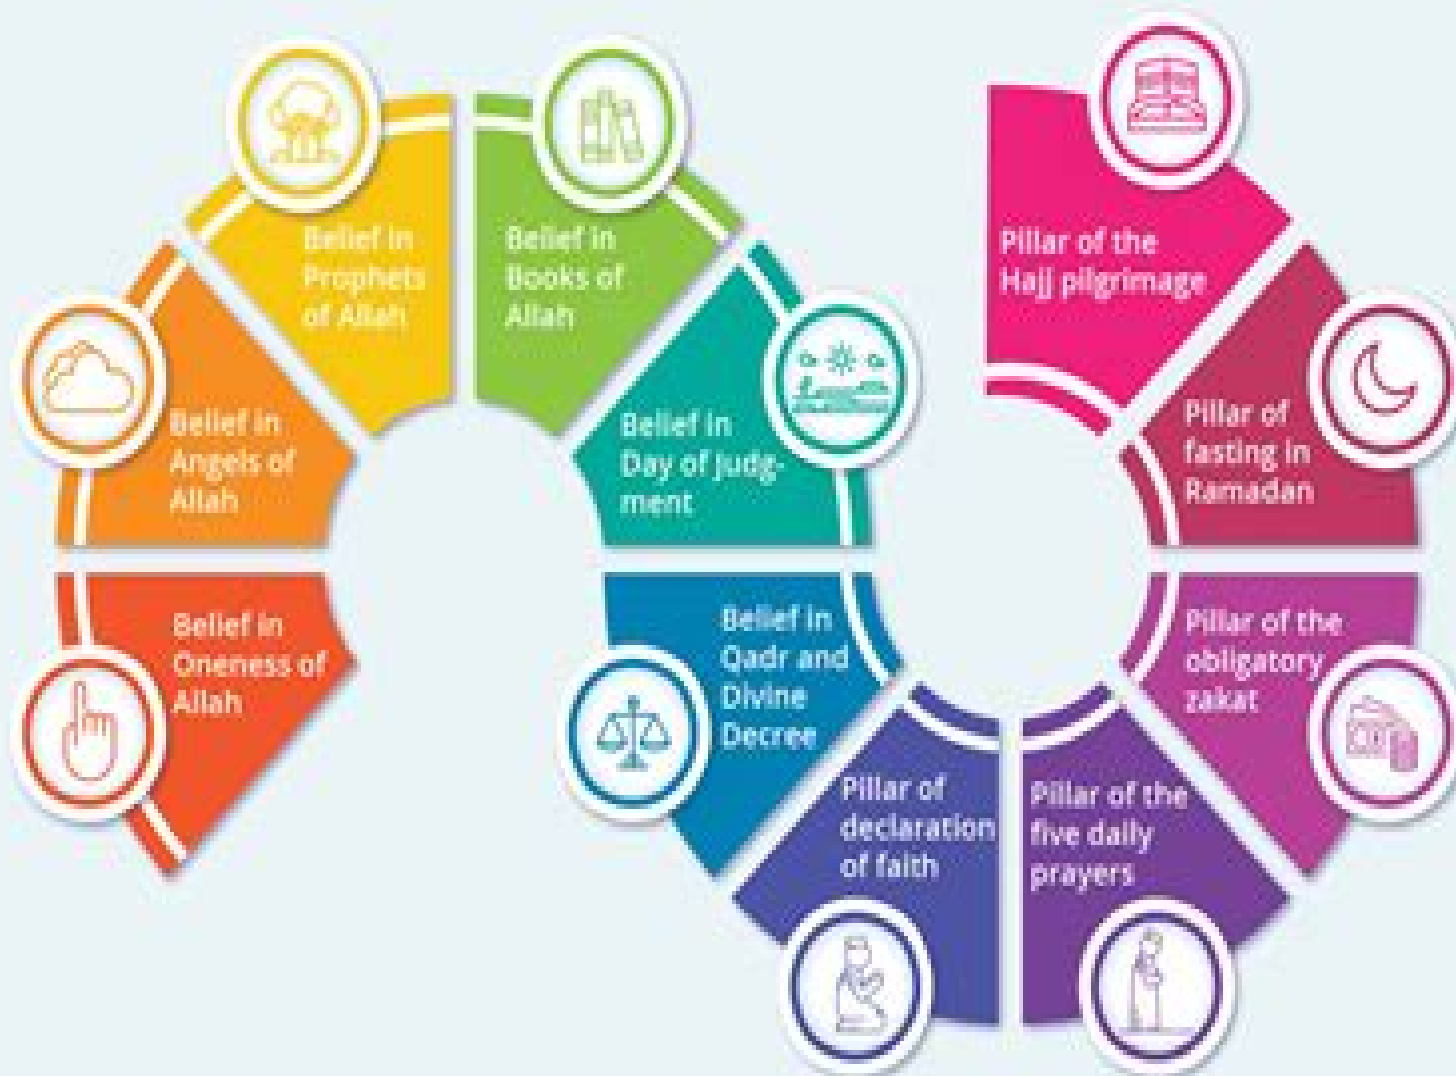 Belief in
Oneness of
Allah
Belief in
Angels of
Allah
Belief in
Prophets
of Allah
Belief in
Books of
Allah
Belief in
Day of Judg-
ment
Belief in
Qadr and
Divine
Decree
Pillar of
declaration
of faith
Pillar of the
five daily
prayers
Pillar of the
obligatory
zakat
Pillar of
fasting in
Ramadan
Pillar of the
Hajj pilgrimage